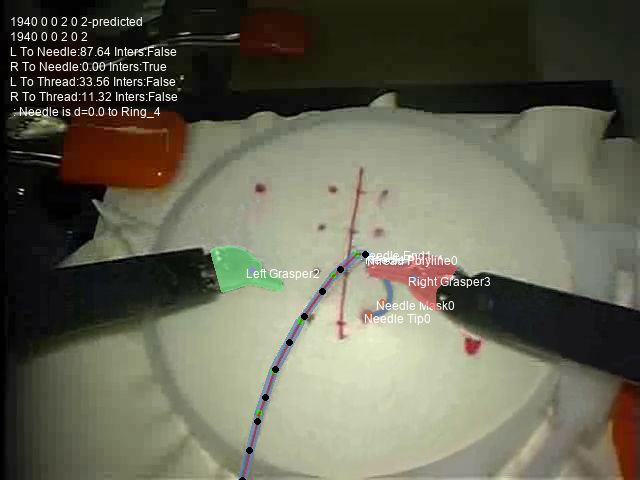 1940 0 0 2 0 2-predicted
1940 0 0 2 0 2
L To Needle:87.64 Inters:False
R To Needle:0.00 Inters:True
L To Thread:33.56 Inters:False
R To Thread:11.32 Inters:False
: Needle is d=0.0 to Ring_4
Needle End1
Polyline0
Left Grasper2
Right Grasper3
Needle Mask0
Needle Tip0